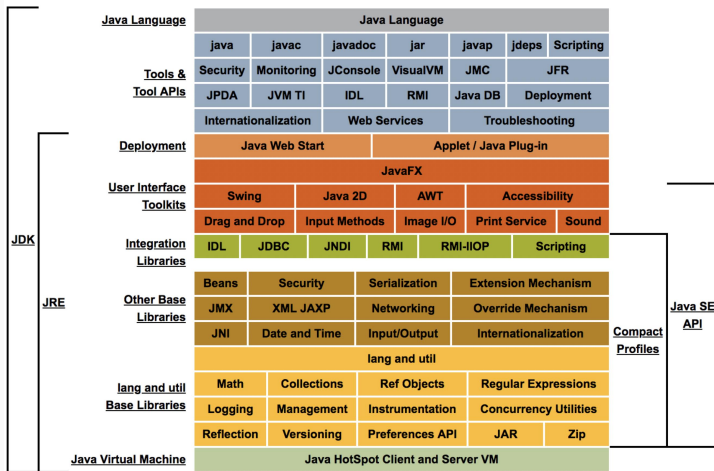 Java Language Java Language
java javac javadoc jar javap jdeps Scripting
Tools & Tool APIs
Security Monitoring JConsole VisualVM JMC JFR
JPDA JVM TI IDL RMI Java DB Deployment
Internationalization Web Services Troubleshooting
Deployment Java Web Start Applet / Java Plug-in
JavaFX
User Interface Toolkits
Swing Java 2D AWT Accessibility
Drag and Drop Input Methods Image I/O Print Service Sound
Integration Libraries
IDL JDBC JNDI RMI RMI-IIOP Scripting
JDK
JRE
Beans Security Serialization Extension Mechanism
Other Base Libraries
JMX XML JAXP Networking Override Mechanism
JNI Date and Time Input/Output Internationalization
Java SE API
Compact Profiles
lang and util
lang and util Base Libraries
Math Collections Ref Objects Regular Expressions
Logging Management Instrumentation Concurrency Utilities
Reflection Versioning Preferences API JAR Zip
Java Virtual Machine Java HotSpot Client and Server VM